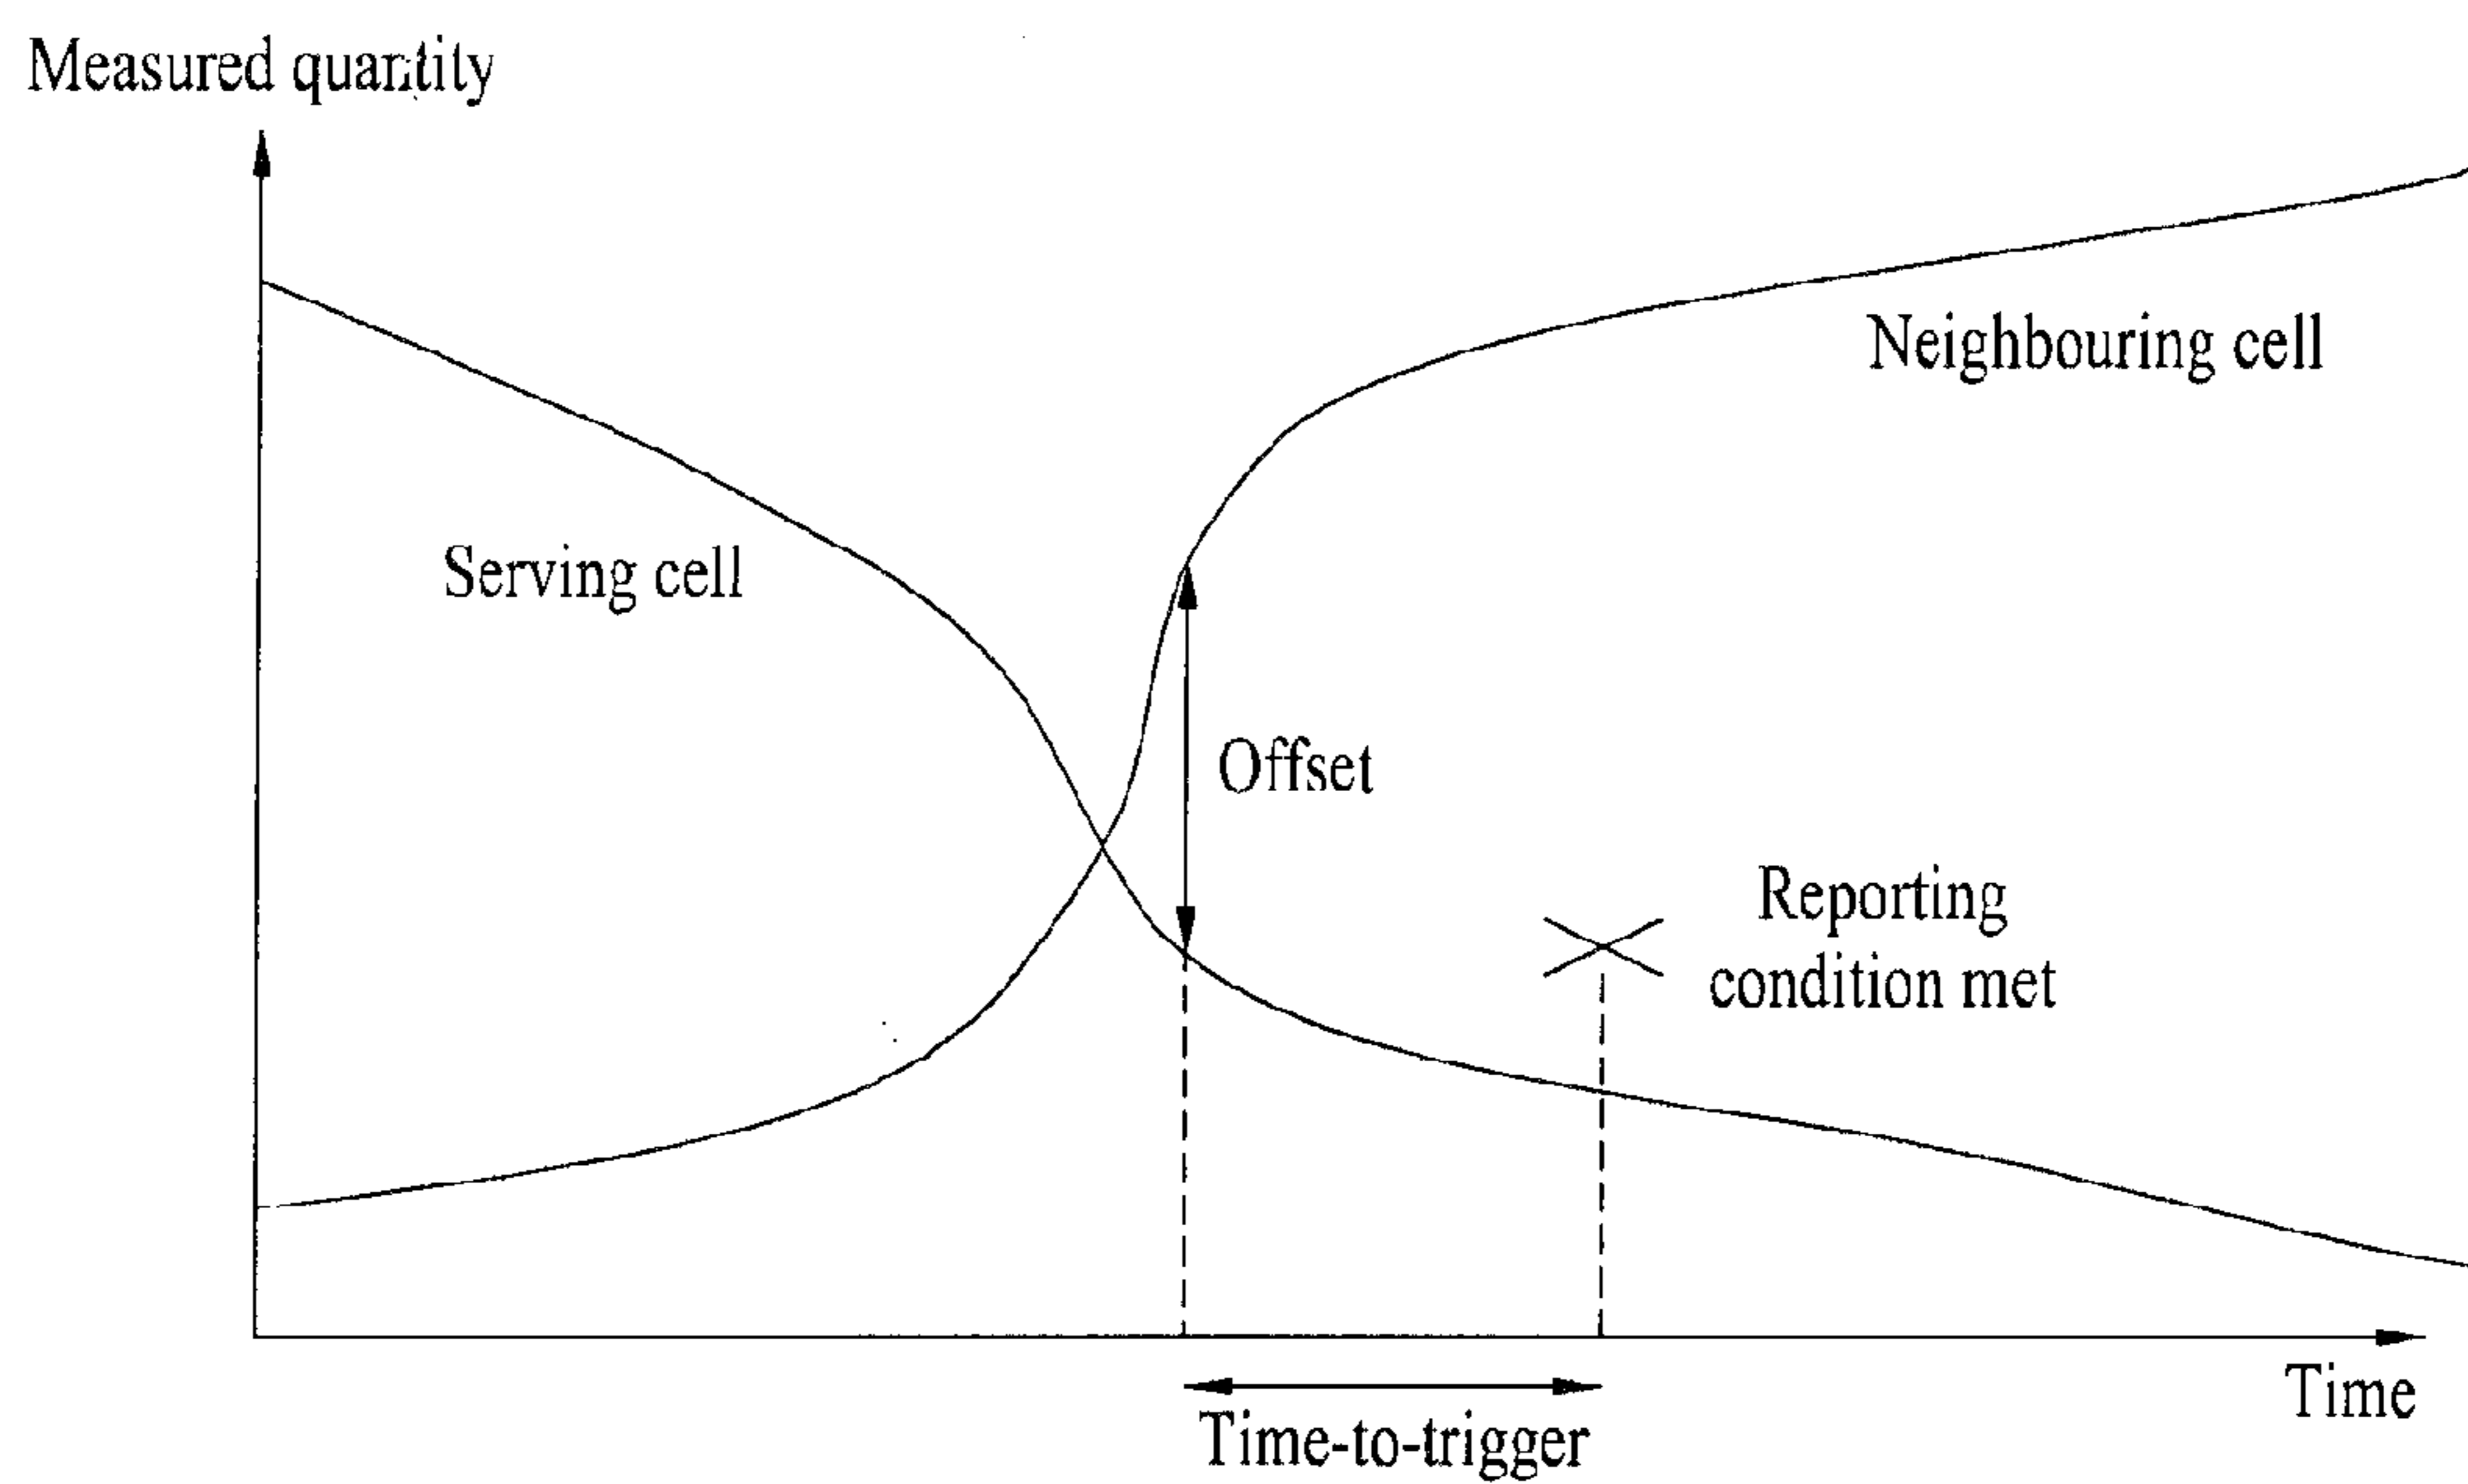 Measured quantity
Neighbouring cell
Serving cell
Offset
Reporting
condition met
Time
Time-to-trigger